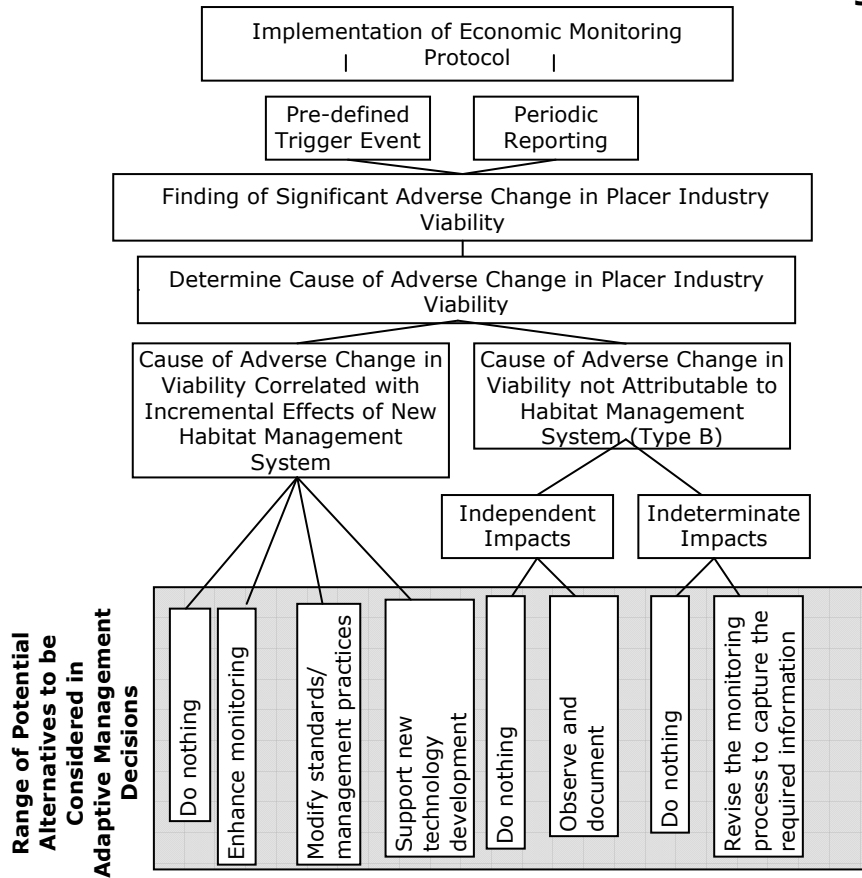 Implementation of Economic Monitoring
Protocol
Pre-defined
Trigger Event
Periodic
Reporting
Finding of Significant Adverse Change in Placer Industry
Viability
Determine Cause of Adverse Change in Placer Industry
Viability
Cause of Adverse Change in
Viability Correlated with
Incremental Effects of New
Habitat Management
System
Cause of Adverse Change in
Viability not Attributable to
Habitat Management
System (Type B)
Independent
Impacts
Indeterminate
Impacts
Range of Potential
Alternatives to be
Considered in
Adaptive Management
Decisions
Do nothing
Enhance monitoring
Modify standards/
management practices
Support new
technology
development
Do nothing
Observe and
document
Do nothing
Revise the monitoring
process to capture the
required information